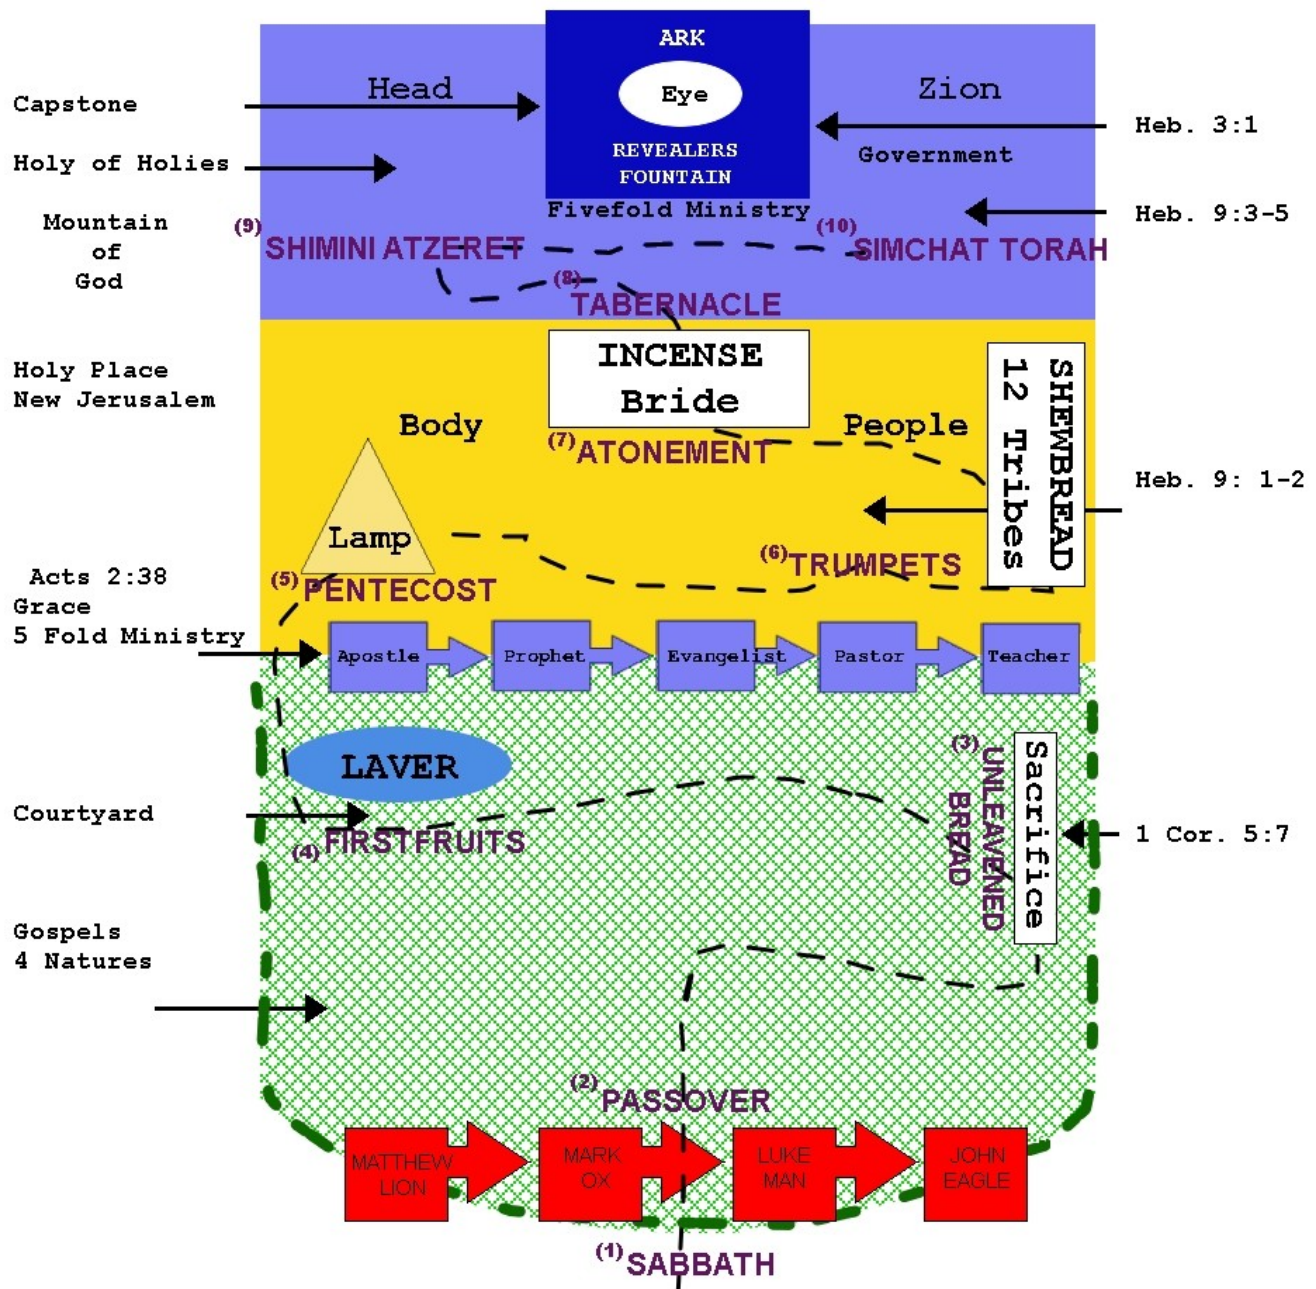 ARK
Head
Eye
Zion
Capstone
Heb. 3:1
REVEALERS
FOUNTAIN
Government
Holy of Holies
Fivefold Ministry
Heb. 9:3-5
Mountain
of
God
(9) SHIMINI ATZERET
(10) SIMCHAT TORAH
(8) TABERNACLE
Holy Place
New Jerusalem
INCENSE
Bride
SHEWBREAD
12 Tribes
Body
People
(7) ATONEMENT
Heb. 9: 1-2
Lamp
(6) TRUMPETS
(5) PENTECOST
Acts 2:38
Grace
5 Fold Ministry
Apostle
Prophet
Evangelist
Pastor
Teacher
LAVER
(3) UNLEAVENED
BREAD
Sacrifice
Courtyard
1 Cor. 5:7
(4) FIRSTFRUITS
Gospels
4 Natures
(2) PASSOVER
MATTHEW
LION
MARK
OX
LUKE
MAN
JOHN
EAGLE
(1) SABBATH